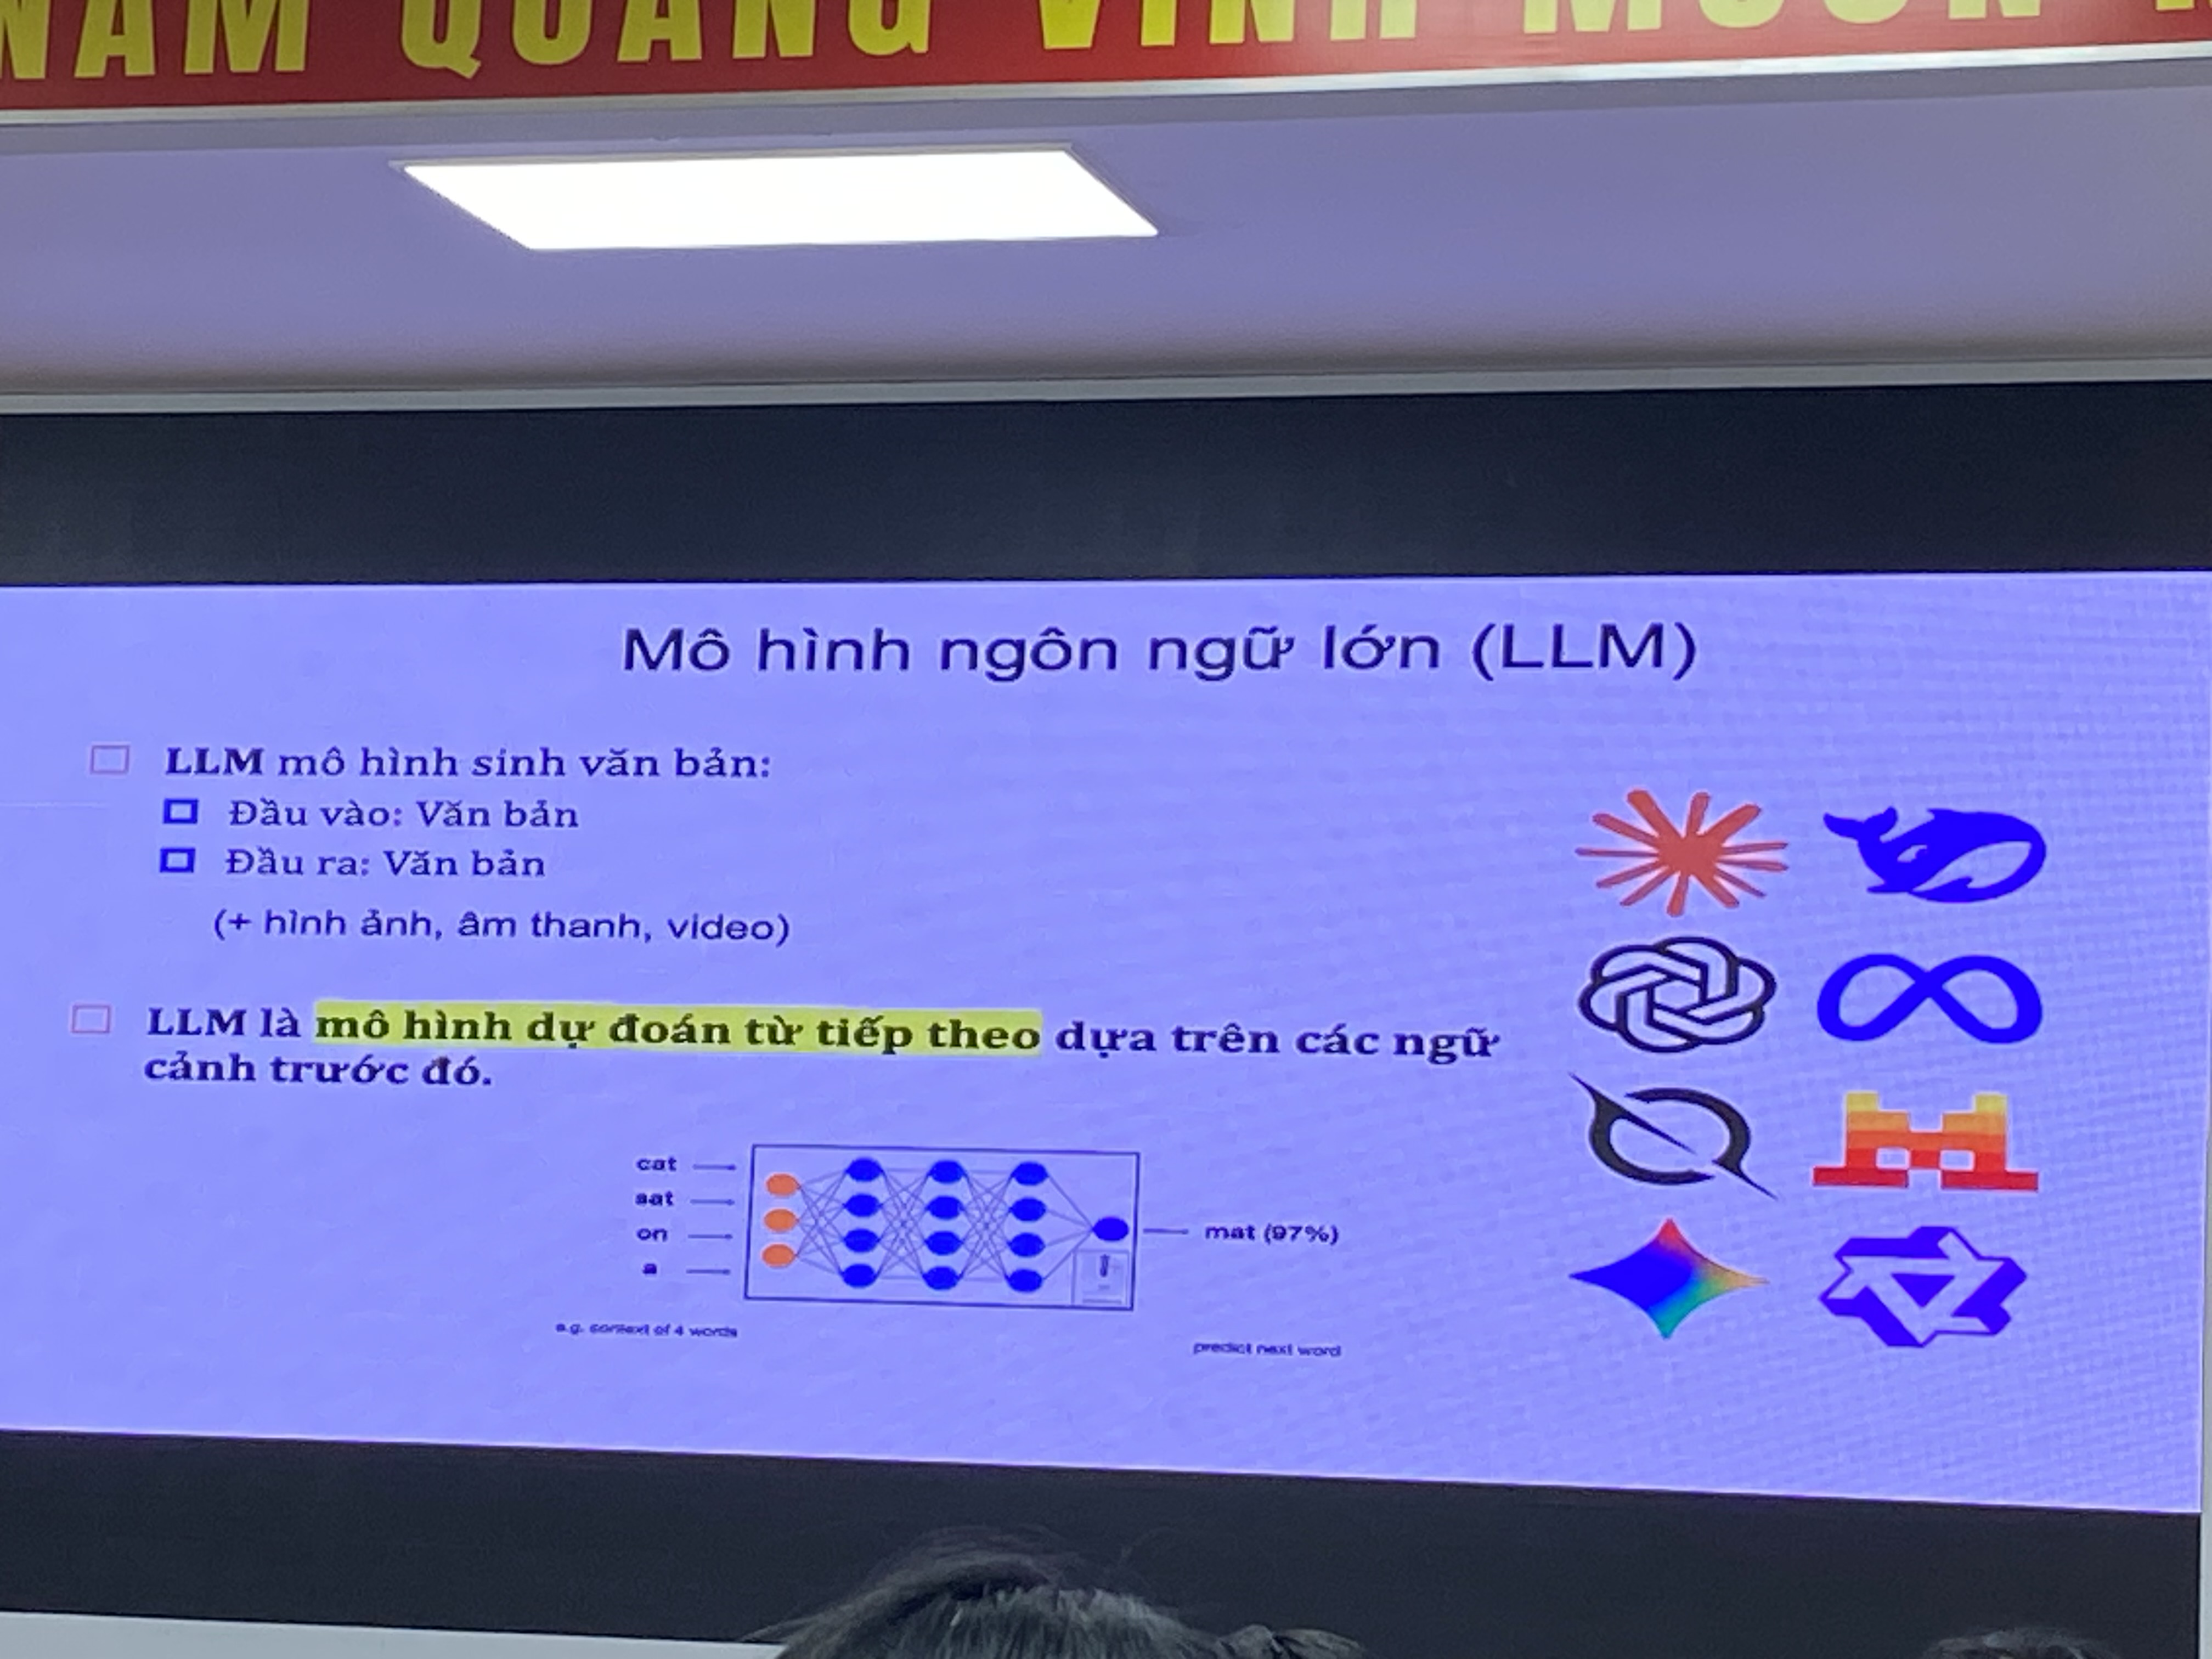 NAM QUANG VINH MUÔN
Mô hình ngôn ngữ lớn (LLM)
LLM mô hình sinh văn bản:
Đầu vào: Văn bản
Đầu ra: Văn bản
(+ hình ảnh, âm thanh, video)
LLM là mô hình dự đoán từ tiếp theo dựa trên các ngữ
cảnh trước đó.
cat
sat
on
a
mat (97%)
e.g. context of 4 words
predict next word